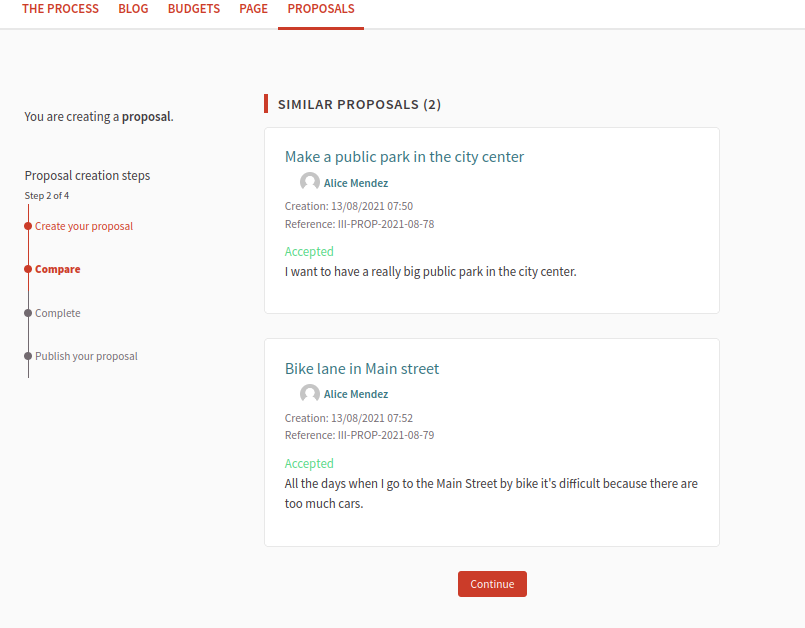 THE PROCESS BLOG BUDGETS PAGE PROPOSALS
You are creating a proposal.
Proposal creation steps
Step 2 of 4
Create your proposal
Compare
Complete
Publish your proposal
SIMILAR PROPOSALS (2)
Make a public park in the city center
Alice Mendez
Creation: 13/08/2021 07:50
Reference: III-PROP-2021-08-78
Accepted
I want to have a really big public park in the city center.
Bike lane in Main street
Alice Mendez
Creation: 13/08/2021 07:52
Reference: III-PROP-2021-08-79
Accepted
All the days when I go to the Main Street by bike it's difficult because there are
too much cars.
Continue